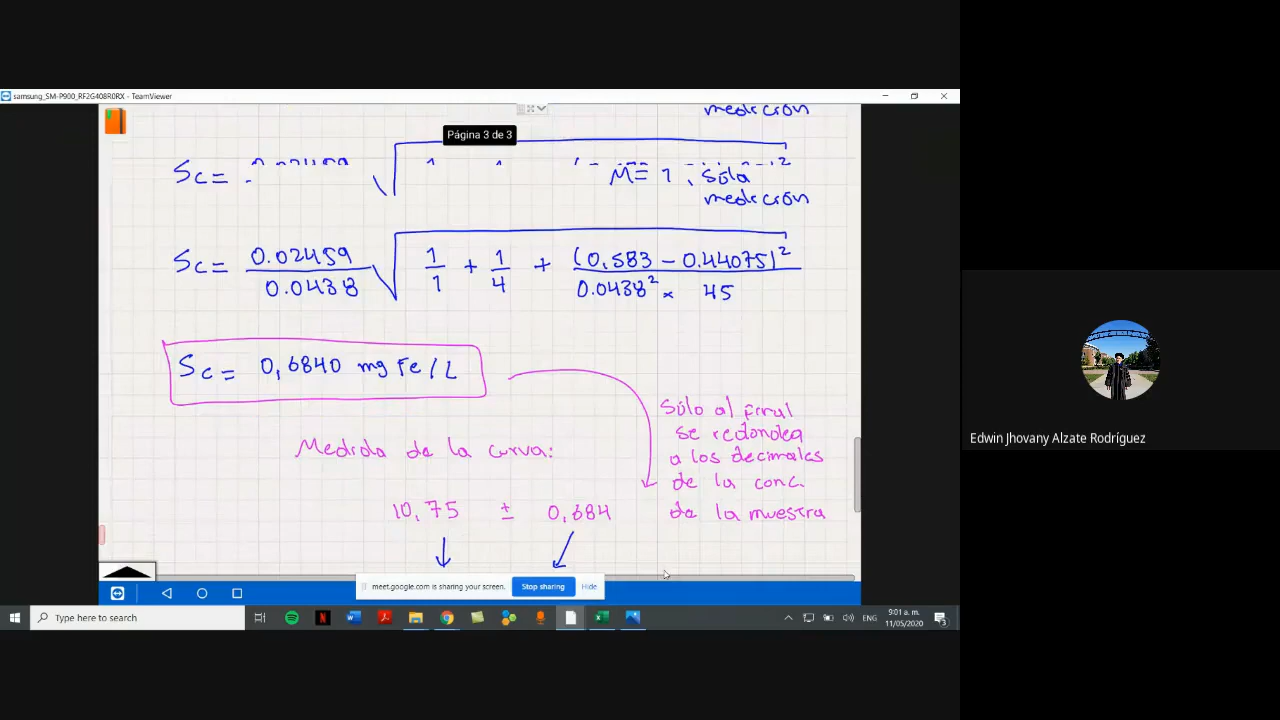 samsung_SM-P900_RF2G408R0RX - TeamViewer
medición
Página 3 de 3
Sc=
M= 1 . Sóla
medición
Sc= 0.02459 / 0.0438 √ 1/1 + 1/4 + (0,583 - 0.44075)² / 0.0438² × 45
Sc= 0,6840 mg Fe/L
Sólo al final
se redondea
a los decimales
de la conc.
de la muestra
Medida de la curva:
10,75 ± 0,684
meet.google.com is sharing your screen. Stop sharing Hide
Edwin Jhovany Alzate Rodríguez
Type here to search
ENG
9:01 a. m.
11/05/2020